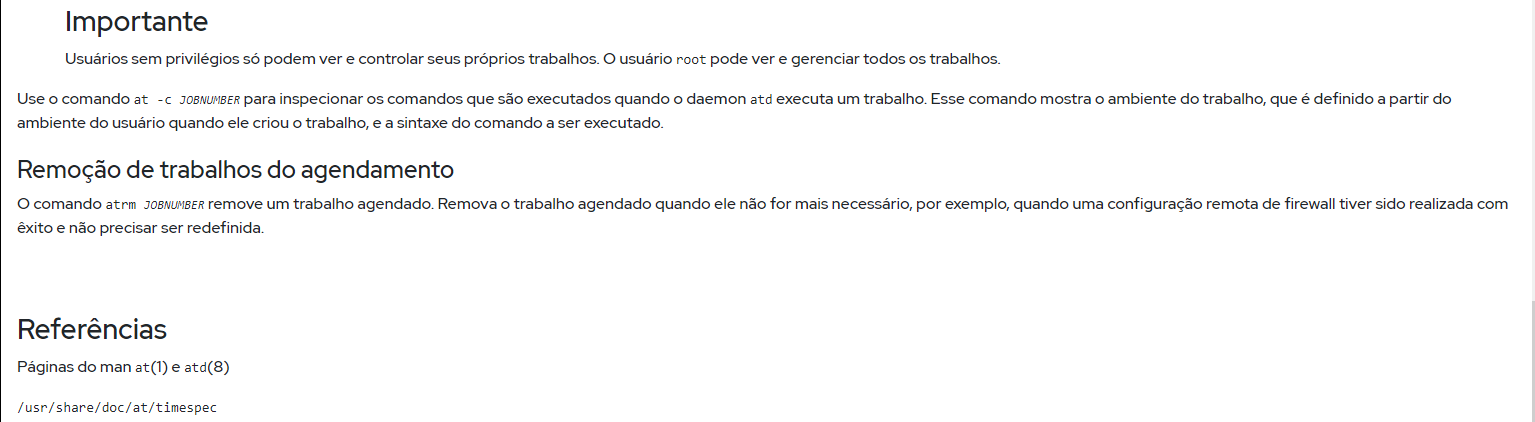 Importante
Usuários sem privilégios só podem ver e controlar seus próprios trabalhos. O usuário root pode ver e gerenciar todos os trabalhos.
Use o comando at -c JOBNUMBER para inspecionar os comandos que são executados quando o daemon atd executa um trabalho. Esse comando mostra o ambiente do trabalho, que é definido a partir do
ambiente do usuário quando ele criou o trabalho, e a sintaxe do comando a ser executado.
Remoção de trabalhos do agendamento
O comando atrm JOBNUMBER remove um trabalho agendado. Remova o trabalho agendado quando ele não for mais necessário, por exemplo, quando uma configuração remota de firewall tiver sido realizada com
êxito e não precisar ser redefinida.
Referências
Páginas do man at(1) e atd(8)
/usr/share/doc/at/timespec